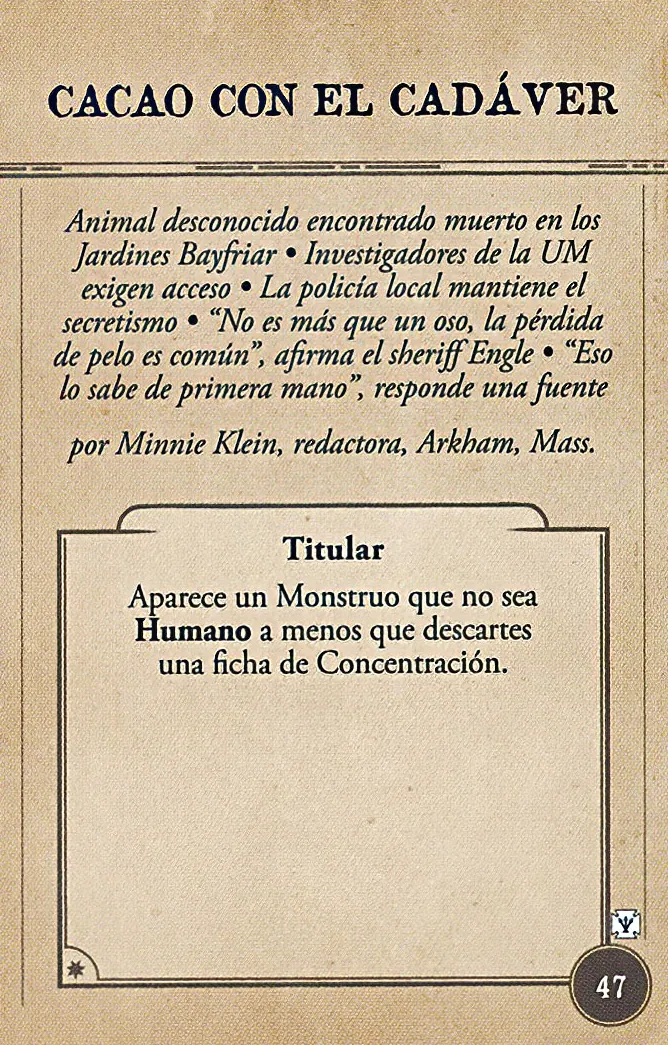 CACAO CON EL CADÁVER
Animal desconocido encontrado muerto en los
Jardines Bayfriar • Investigadores de la UM
exigen acceso • La policía local mantiene el
secretismo • “No es más que un oso, la pérdida
de pelo es común”, afirma el sheriff Engle • “Eso
lo sabe de primera mano”, responde una fuente
por Minnie Klein, redactora, Arkham, Mass.
Titular
Aparece un Monstruo que no sea
Humano a menos que descartes
una ficha de Concentración.
47